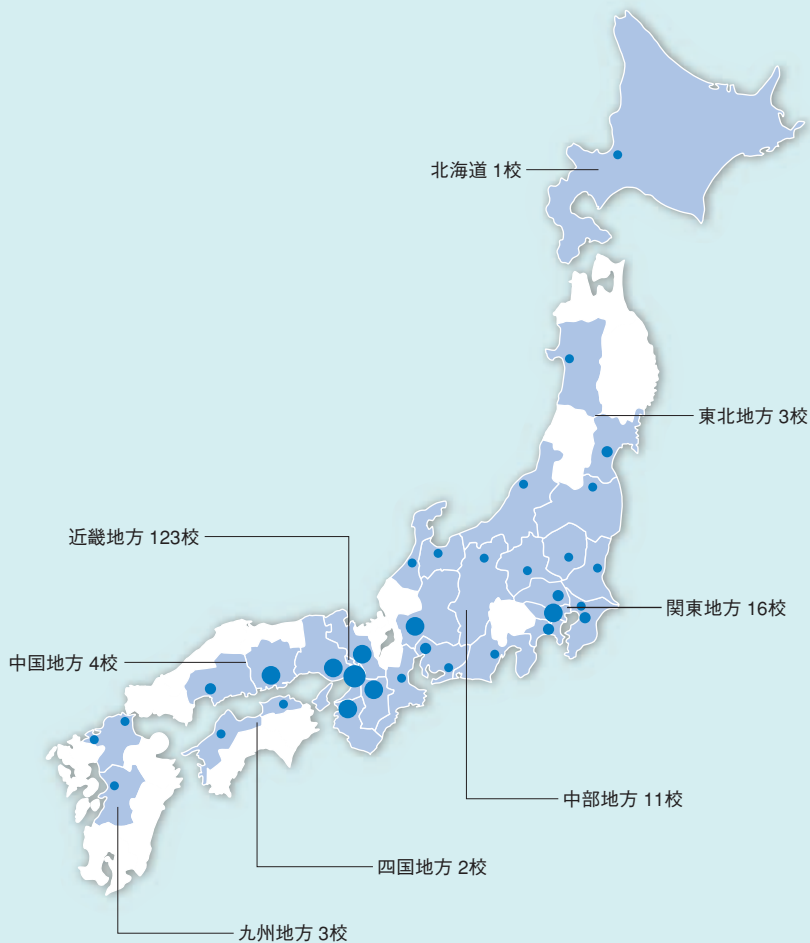 北海道 1校
東北地方 3校
近畿地方 123校
関東地方 16校
中国地方 4校
中部地方 11校
四国地方 2校
九州地方 3校